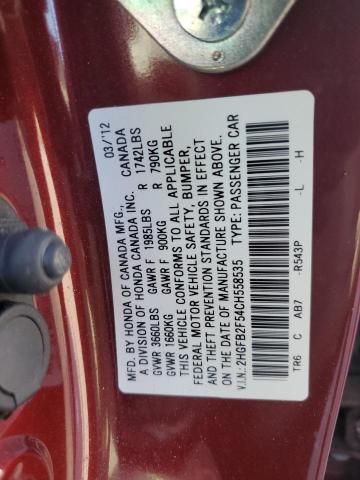 MFD. BY HONDA OF CANADA MFG., 03/'12
A DIVISION OF HONDA CANADA INC. CANADA
GVWR 3660LBS GAWR F 1985LBS R 1742LBS
GVWR 1660KG GAWR F 900KG R 790KG
THIS VEHICLE CONFORMS TO ALL APPLICABLE
FEDERAL MOTOR VEHICLE SAFETY, BUMPER,
AND THEFT PREVENTION STANDARDS IN EFFECT
ON THE DATE OF MANUFACTURE SHOWN ABOVE.
V.I.N.: 2HGFB2F54CH558535 TYPE: PASSENGER CAR
TR6 C AB7 -R543P -L -H